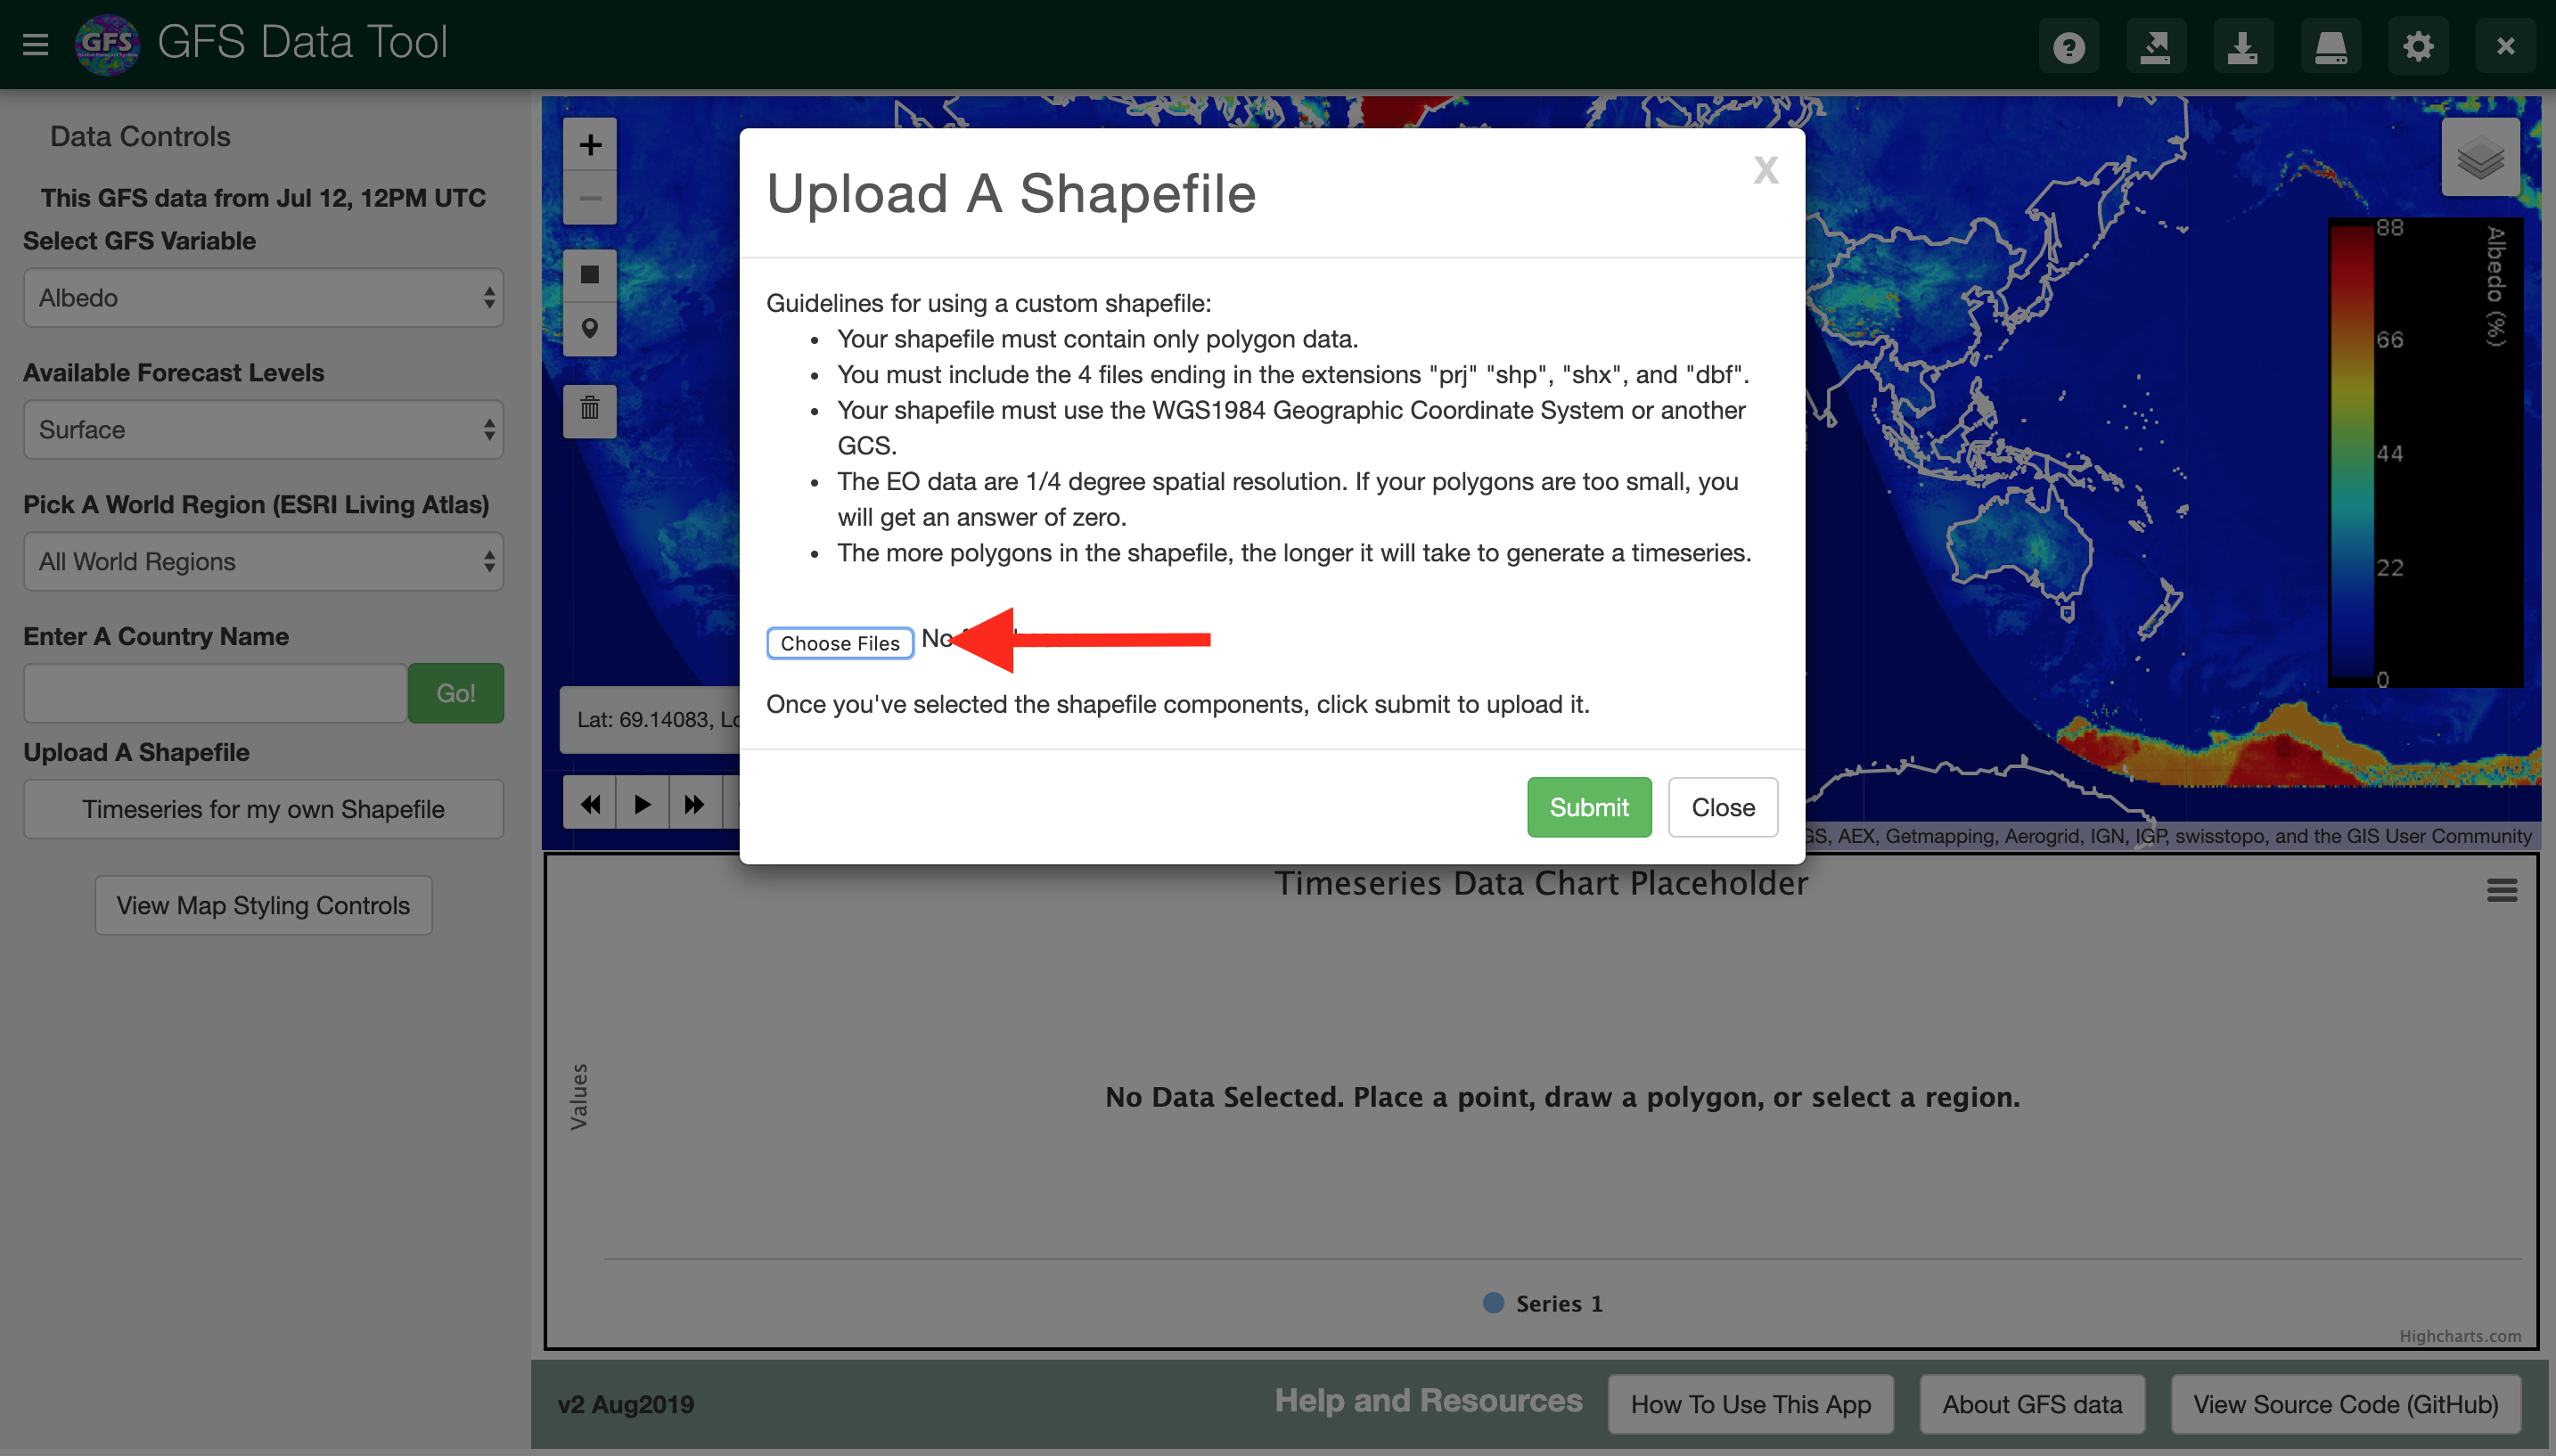 GFS GFS Data Tool
Data Controls
This GFS data from Jul 12, 12PM UTC
Select GFS Variable
Albedo
Available Forecast Levels
Surface
Pick A World Region (ESRI Living Atlas)
All World Regions
Enter A Country Name
Go!
Upload A Shapefile
Timeseries for my own Shapefile
View Map Styling Controls
+
−
Lat: 69.14083,
88
66
44
22
0
Albedo (%)
Upload A Shapefile
X
Guidelines for using a custom shapefile:
• Your shapefile must contain only polygon data.
• You must include the 4 files ending in the extensions "prj" "shp", "shx", and "dbf".
• Your shapefile must use the WGS1984 Geographic Coordinate System or another
GCS.
• The EO data are 1/4 degree spatial resolution. If your polygons are too small, you
will get an answer of zero.
• The more polygons in the shapefile, the longer it will take to generate a timeseries.
Choose Files No
Once you've selected the shapefile components, click submit to upload it.
Submit
Close
AEX, Getmapping, Aerogrid, IGN, IGP, swisstopo, and the GIS User Community
Timeseries Data Chart Placeholder
Values
No Data Selected. Place a point, draw a polygon, or select a region.
Series 1
Highcharts.com
v2 Aug2019
Help and Resources
How To Use This App
About GFS data
View Source Code (GitHub)